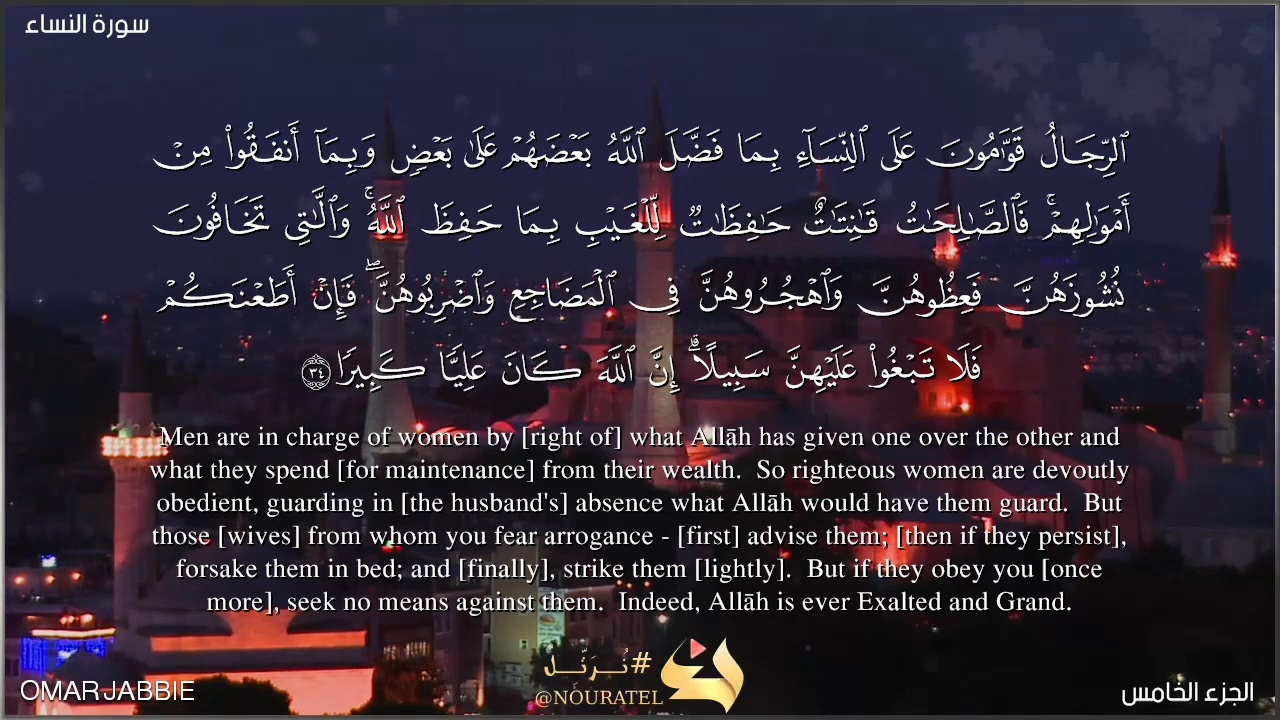 سورة النساء
ٱلرِّجَالُ قَوَّٰمُونَ عَلَى ٱلنِّسَآءِ بِمَا فَضَّلَ ٱللَّهُ بَعْضَهُمْ عَلَىٰ بَعْضٍ وَبِمَآ أَنفَقُوا۟ مِنْ
أَمْوَٰلِهِمْ ۚ فَٱلصَّٰلِحَٰتُ قَٰنِتَٰتٌ حَٰفِظَٰتٌ لِّلْغَيْبِ بِمَا حَفِظَ ٱللَّهُ ۚ وَٱلَّٰتِى تَخَافُونَ
نُشُوزَهُنَّ فَعِظُوهُنَّ وَٱهْجُرُوهُنَّ فِى ٱلْمَضَاجِعِ وَٱضْرِبُوهُنَّ ۖ فَإِنْ أَطَعْنَكُمْ
فَلَا تَبْغُوا۟ عَلَيْهِنَّ سَبِيلًا ۗ إِنَّ ٱللَّهَ كَانَ عَلِيًّا كَبِيرًا ٣٤
Men are in charge of women by [right of] what Allāh has given one over the other and
what they spend [for maintenance] from their wealth. So righteous women are devoutly
obedient, guarding in [the husband's] absence what Allāh would have them guard. But
those [wives] from whom you fear arrogance - [first] advise them; [then if they persist],
forsake them in bed; and [finally], strike them [lightly]. But if they obey you [once
more], seek no means against them. Indeed, Allāh is ever Exalted and Grand.
#نُرَتِّلُ
@NOURATEL
OMAR JABBIE
الجزء الخامس